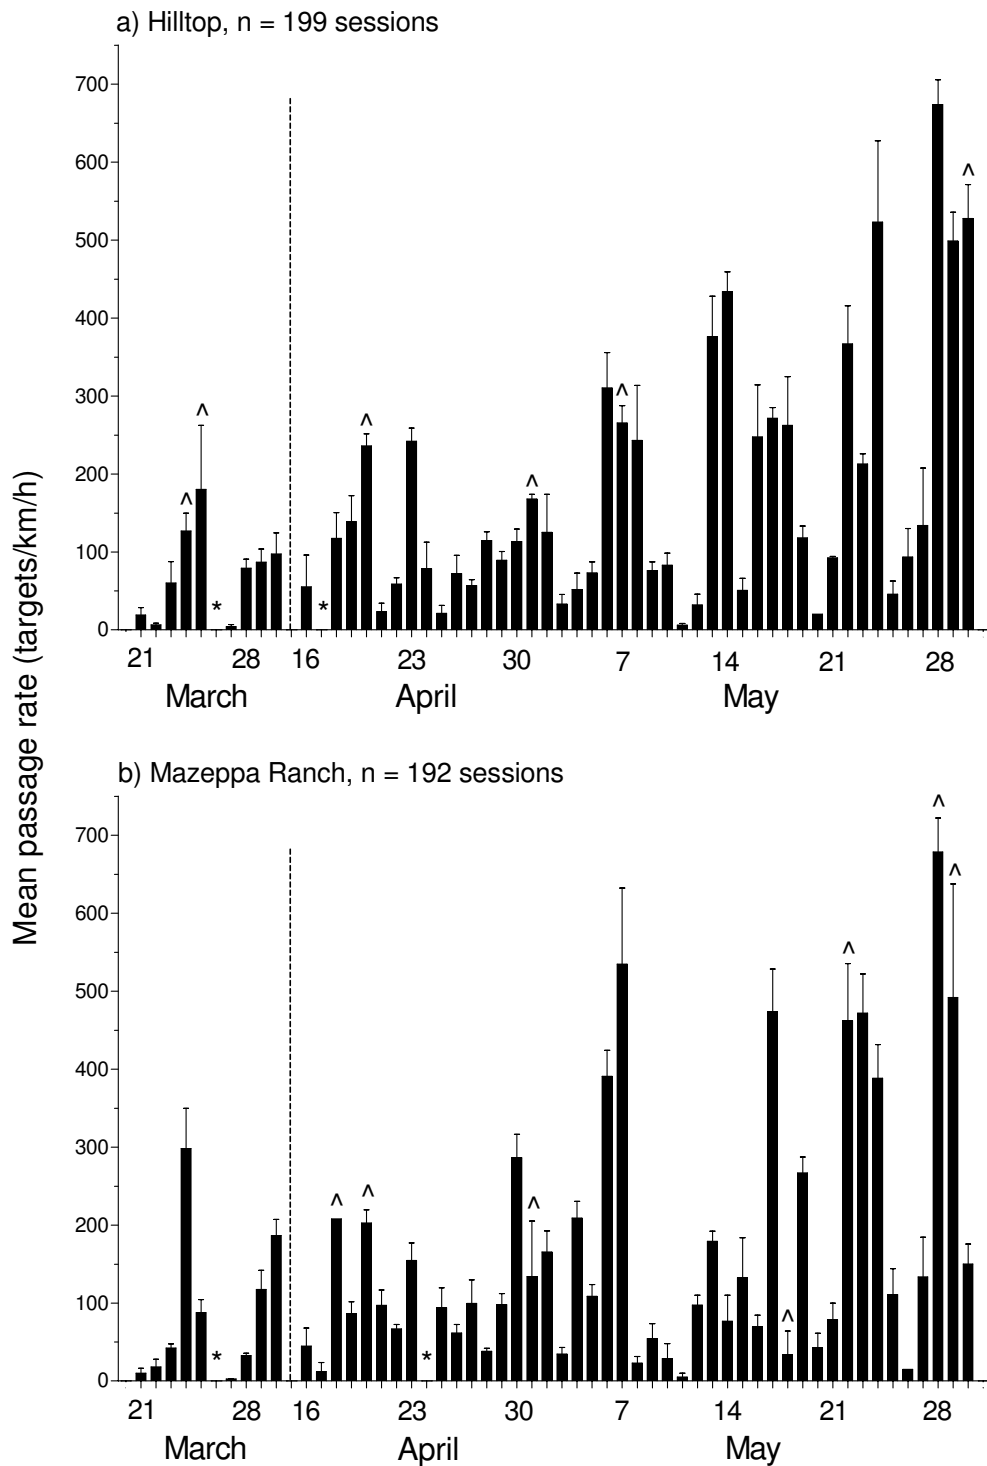 a) Hilltop, n = 199 sessions
Mean passage rate (targets/km/h)
700
600
500
400
300
200
100
0
^ ^ * * ^ ^ ^ ^
21 28 16 23 30 7 14 21 28
March April May
b) Mazeppa Ranch, n = 192 sessions
700
600
500
400
300
200
100
0
* ^ ^ * ^ ^ ^ ^ ^
21 28 16 23 30 7 14 21 28
March April May